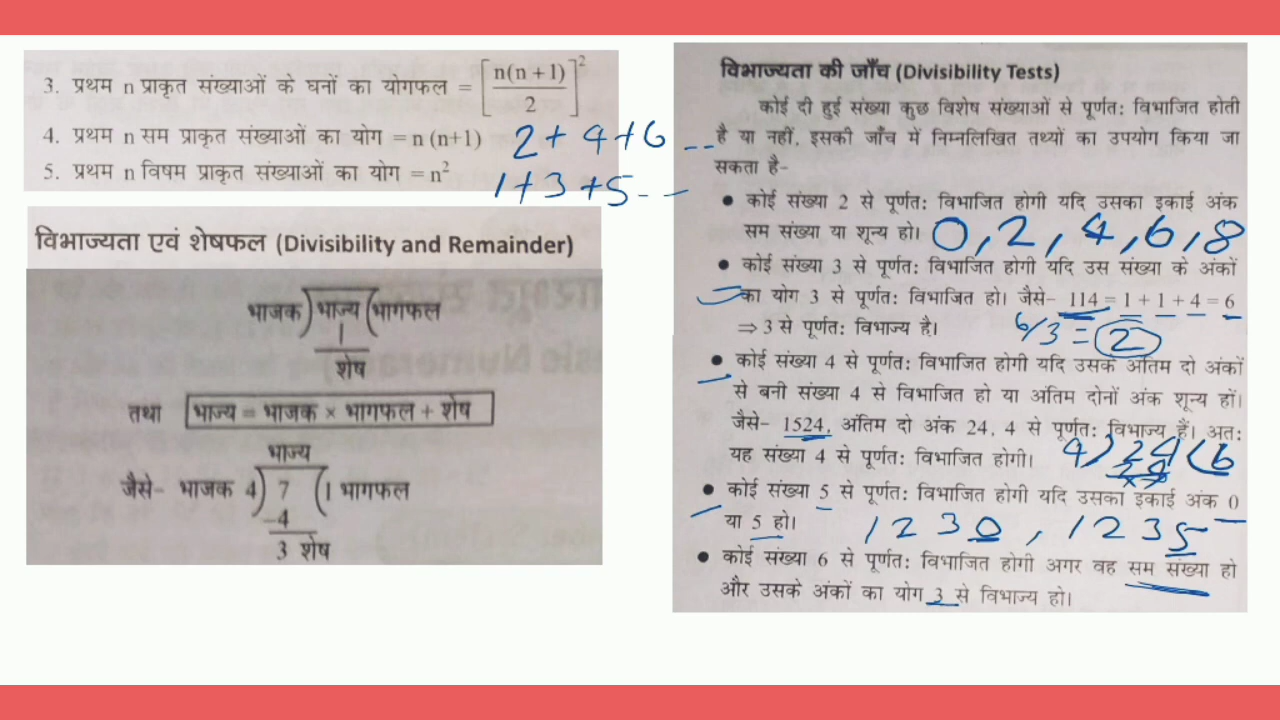 3. प्रथम n प्राकृत संख्याओं के घनों का योगफल = [n(n + 1)/2]²
4. प्रथम n सम प्राकृत संख्याओं का योग = n (n+1) 2 + 4 + 6 --
5. प्रथम n विषम प्राकृत संख्याओं का योग = n² 1 + 3 + 5 --
विभाज्यता एवं शेषफल (Divisibility and Remainder)
भाजक) भाज्य (भागफल
1
शेष
तथा भाज्य = भाजक × भागफल + शेष
भाज्य
जैसे- भाजक 4) 7 (1 भागफल
-4
3 शेष
विभाज्यता की जाँच (Divisibility Tests)
कोई दी हुई संख्या कुछ विशेष संख्याओं से पूर्णत: विभाजित होती
है या नहीं, इसकी जाँच में निम्नलिखित तथ्यों का उपयोग किया जा
सकता है-
• कोई संख्या 2 से पूर्णत: विभाजित होगी यदि उसका इकाई अंक
सम संख्या या शून्य हो। 0, 2, 4, 6, 8
• कोई संख्या 3 से पूर्णत: विभाजित होगी यदि उस संख्या के अंकों
का योग 3 से पूर्णत: विभाजित हो। जैसे- 114 = 1 + 1 + 4 = 6
⇒ 3 से पूर्णत: विभाज्य है। 6/3 = 2
• कोई संख्या 4 से पूर्णत: विभाजित होगी यदि उसके अंतिम दो अंकों
से बनी संख्या 4 से विभाजित हो या अंतिम दोनों अंक शून्य हों।
जैसे- 1524, अंतिम दो अंक 24, 4 से पूर्णत: विभाज्य हैं। अत:
यह संख्या 4 से पूर्णत: विभाजित होगी। 4) 24 (6
24
××
• कोई संख्या 5 से पूर्णत: विभाजित होगी यदि उसका इकाई अंक 0
या 5 हो। 1230, 1235
• कोई संख्या 6 से पूर्णत: विभाजित होगी अगर वह सम संख्या हो
और उसके अंकों का योग 3 से विभाज्य हो।